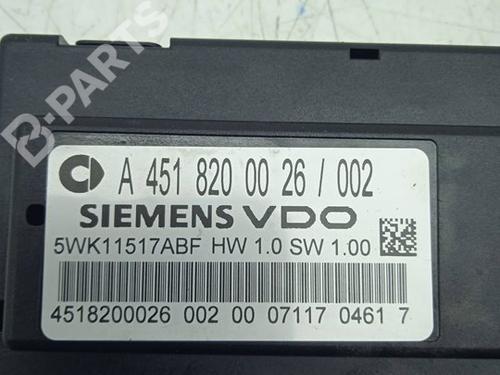 B-PARTS
A 451 820 00 26 / 002
SIEMENS VDO
5WK11517ABF HW 1.0 SW 1.00
4518200026 002 00 07117 0461 7